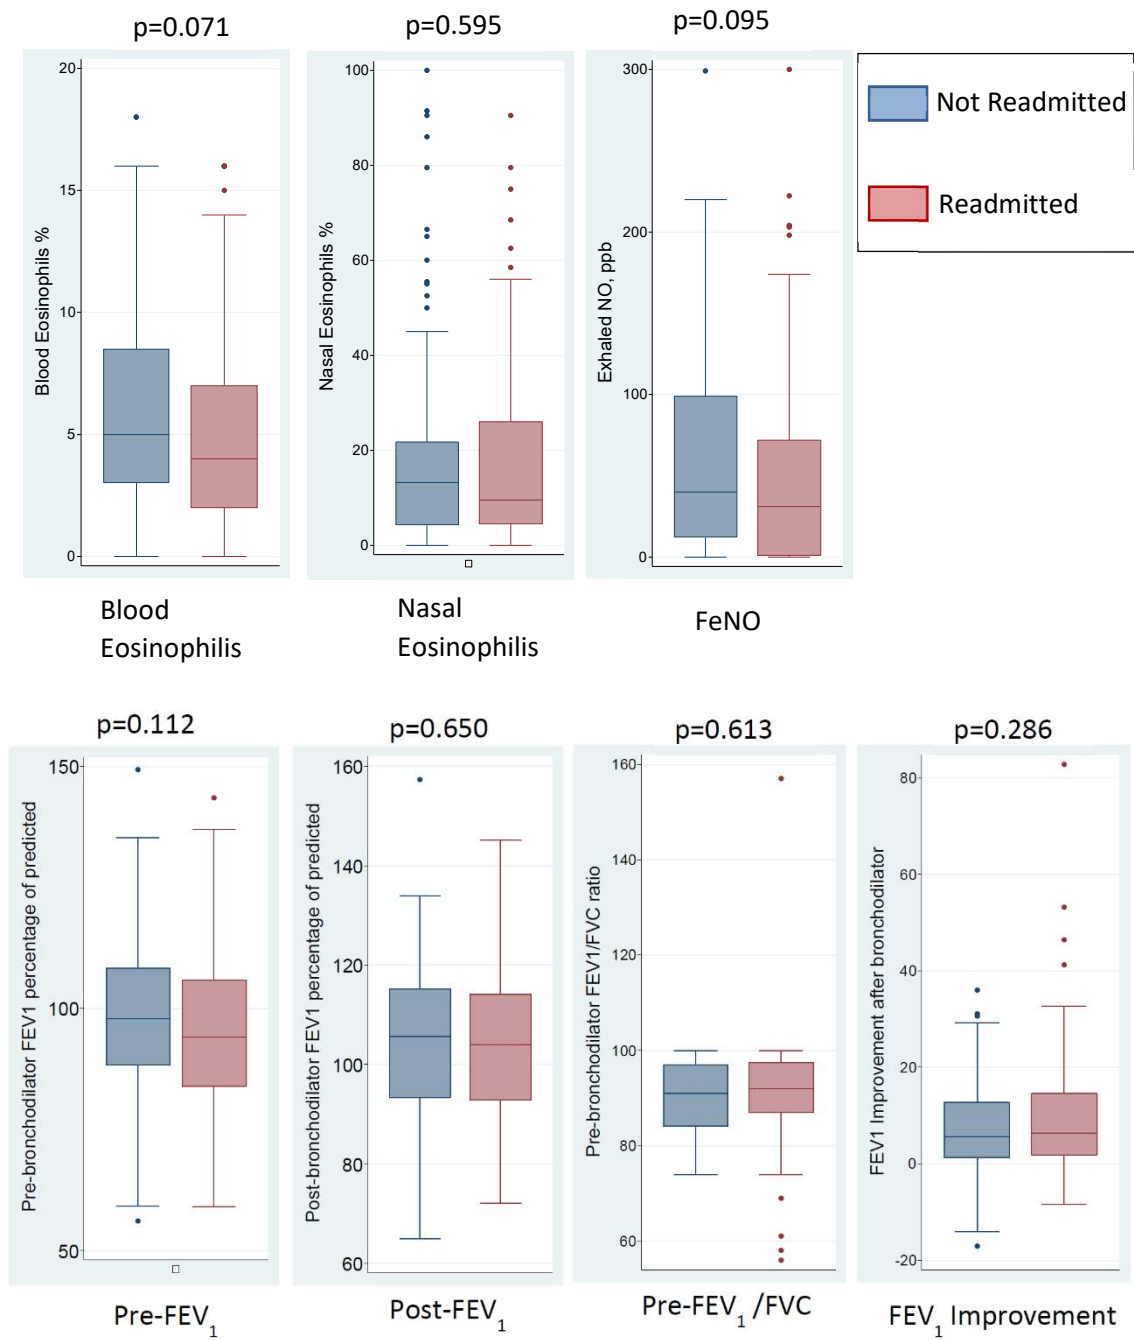 p=0.071
p=0.595
p=0.095
20
15
10
5
0
Blood Eosinophils %
100
80
60
40
20
0
Nasal Eosinophils %
300
200
100
0
Exhaled NO, ppb
Not Readmitted
Readmitted
Blood
Eosinophilis
Nasal
Eosinophilis
FeNO
p=0.112
p=0.650
p=0.613
p=0.286
150
100
50
Pre-bronchodilator FEV1 percentage of predicted
160
140
120
100
80
60
Post-bronchodilator FEV1 percentage of predicted
160
140
120
100
80
60
Pre-bronchodilator FEV1/FVC ratio
80
60
40
20
0
-20
FEV1 Improvement after bronchodilator
Pre-FEV1
Post-FEV1
Pre-FEV1 /FVC
FEV1 Improvement